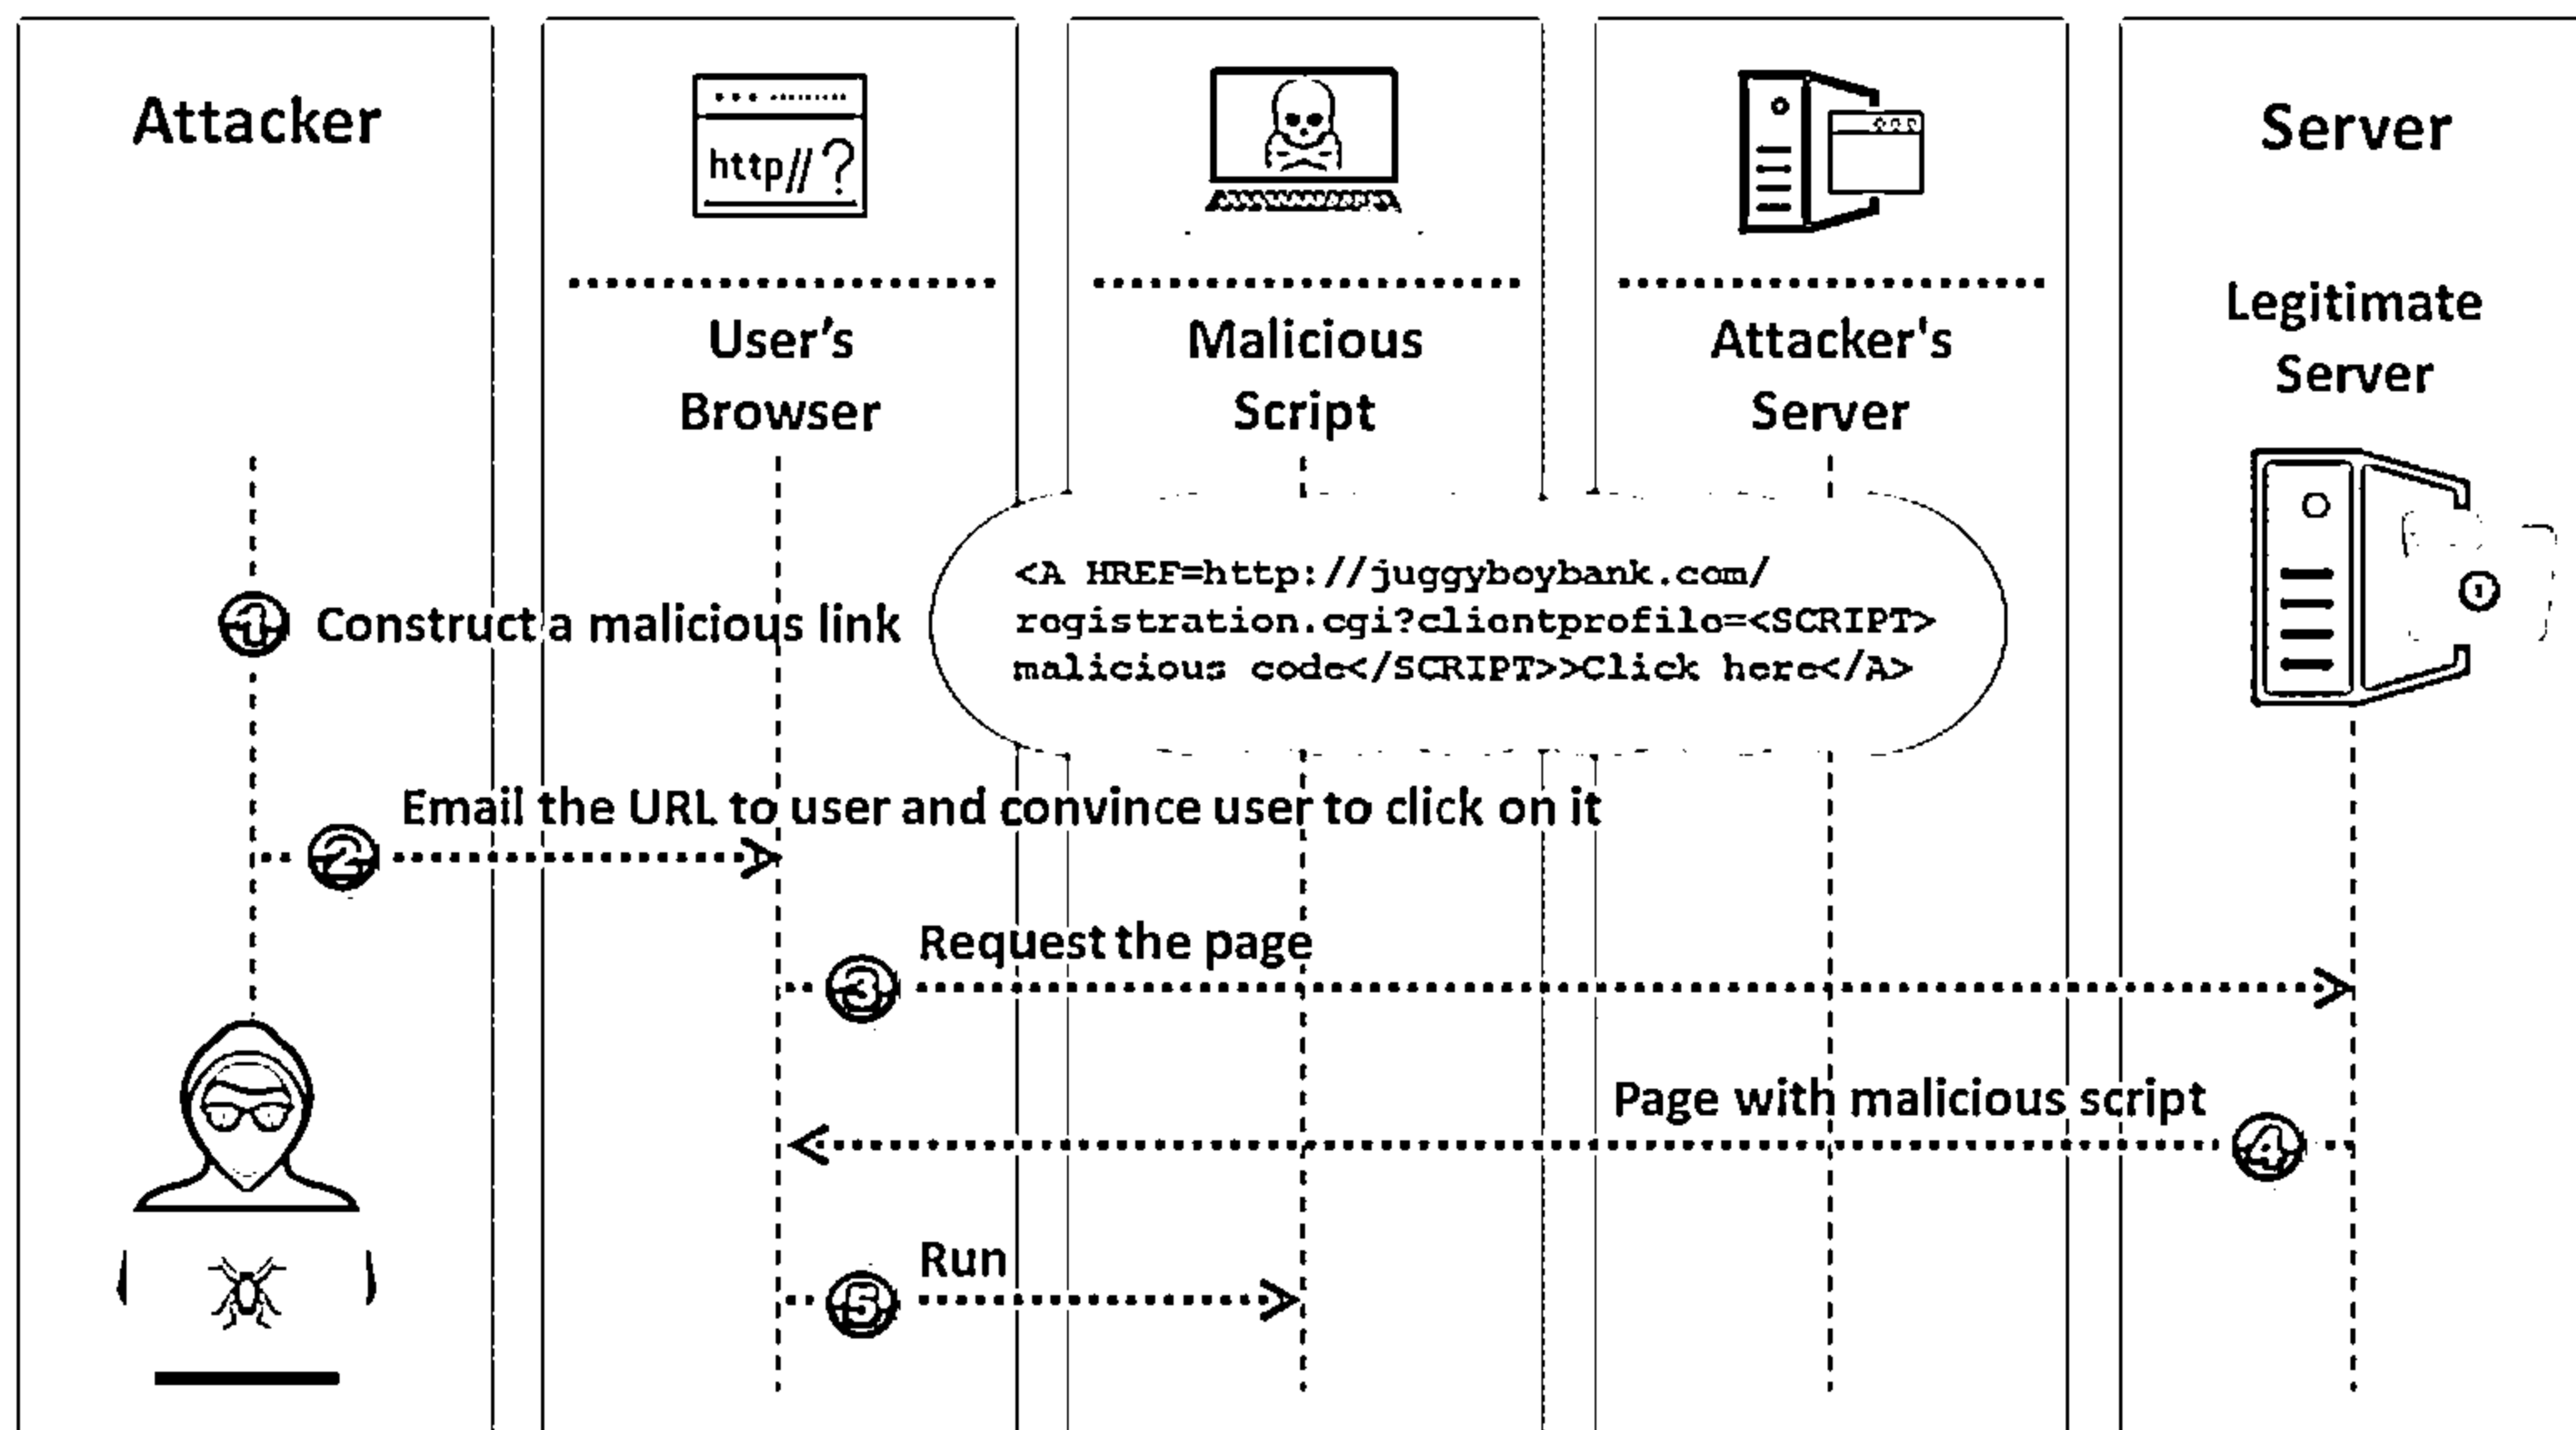 Attacker
http//?
User's
Browser
Malicious
Script
Attacker's
Server
Server
Legitimate
Server
1 Construct a malicious link
<A HREF=http://juggyboybank.com/
registration.cgi?clientprofile=<SCRIPT>
malicious code</SCRIPT>>Click here</A>
Email the URL to user and convince user to click on it
2
Request the page
3
Page with malicious script
4
Run
5